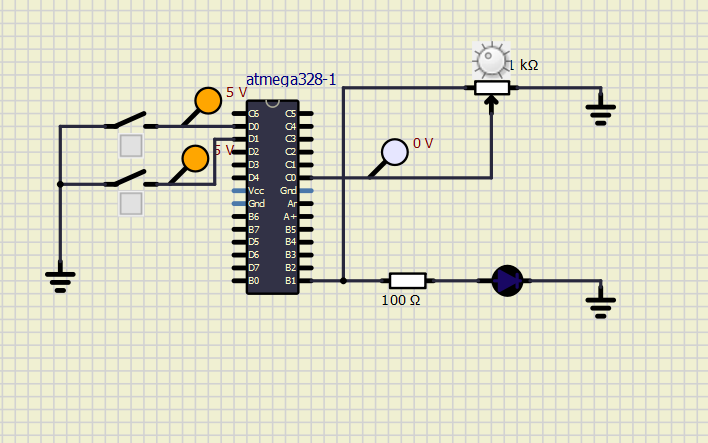 atmega328-1
5 V
5 V
0 V
1 kΩ
100 Ω
C6 C5
D0 C4
D1 C3
D2 C2
D3 C1
D4 C0
Vcc Gnd
Gnd Ar
B6 A+
B7 B5
D5 B4
D6 B3
D7 B2
B0 B1